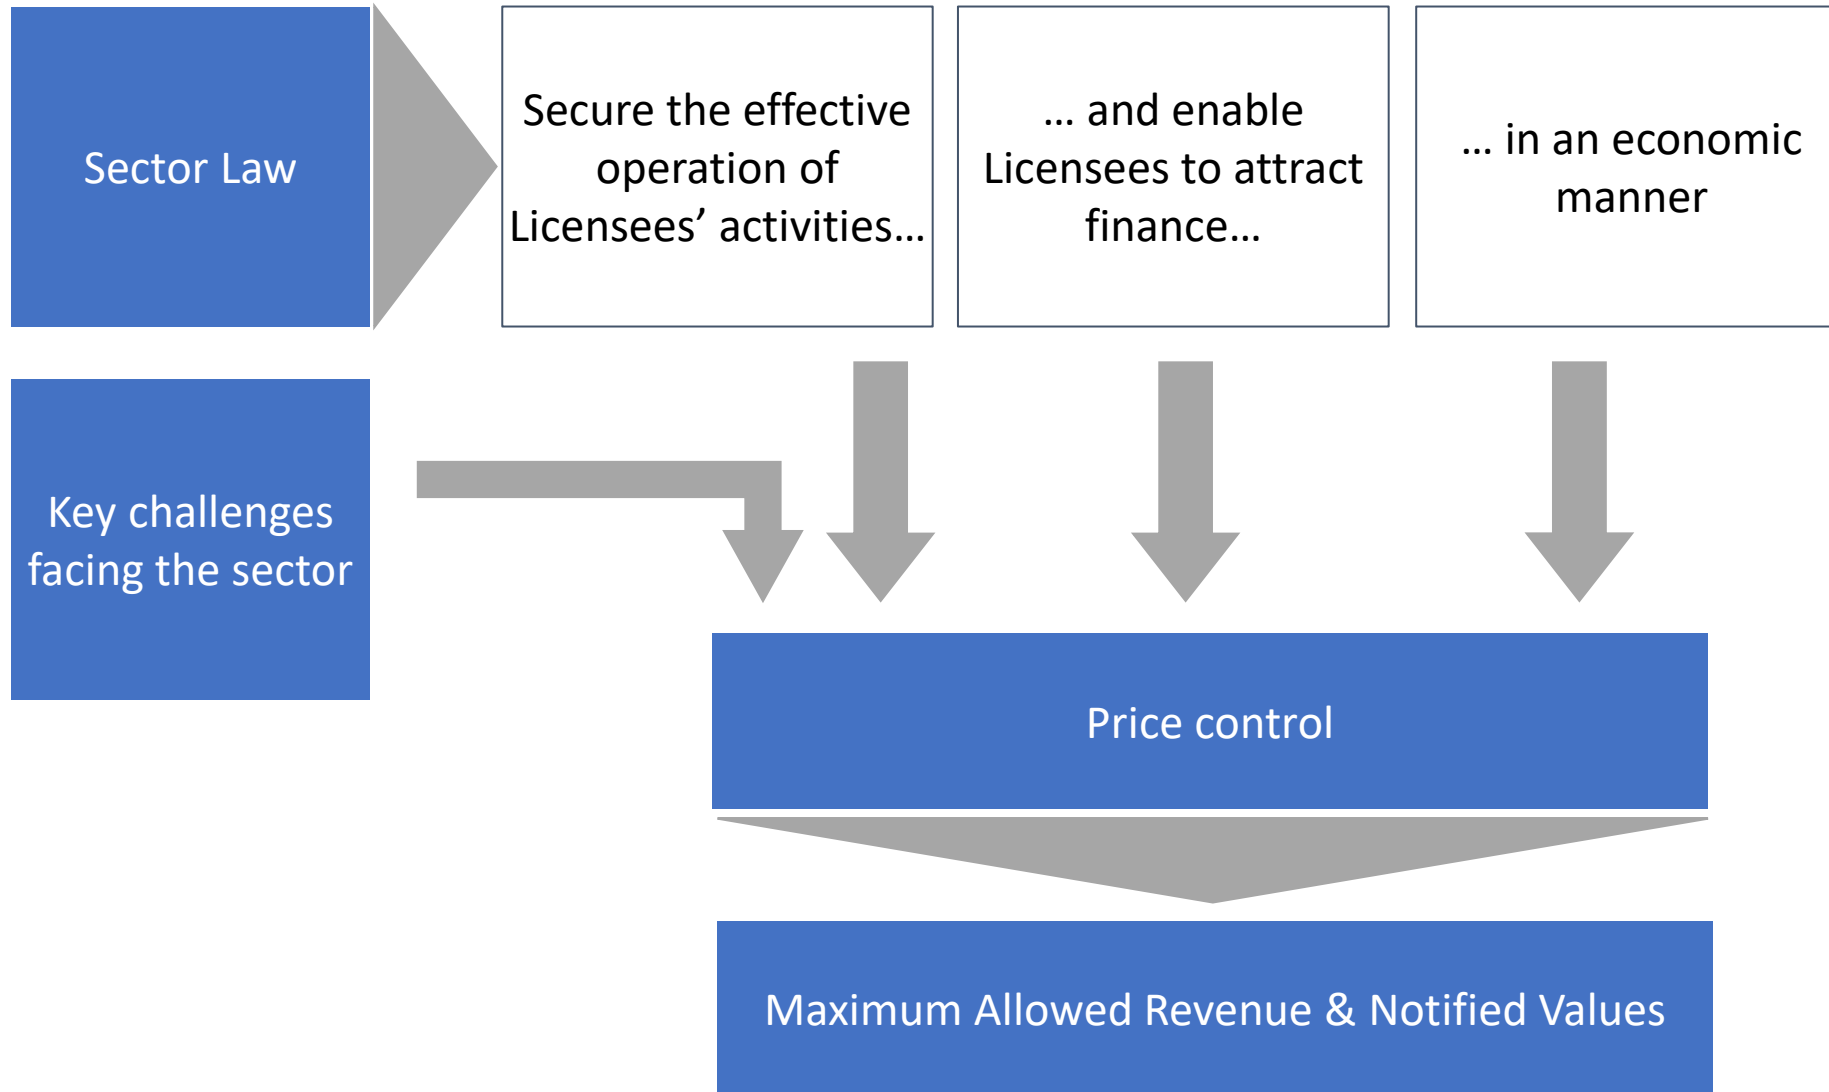 Sector Law
Secure the effective
operation of
Licensees’ activities…
… and enable
Licensees to attract
finance…
… in an economic
manner
Key challenges
facing the sector
Price control
Maximum Allowed Revenue & Notified Values